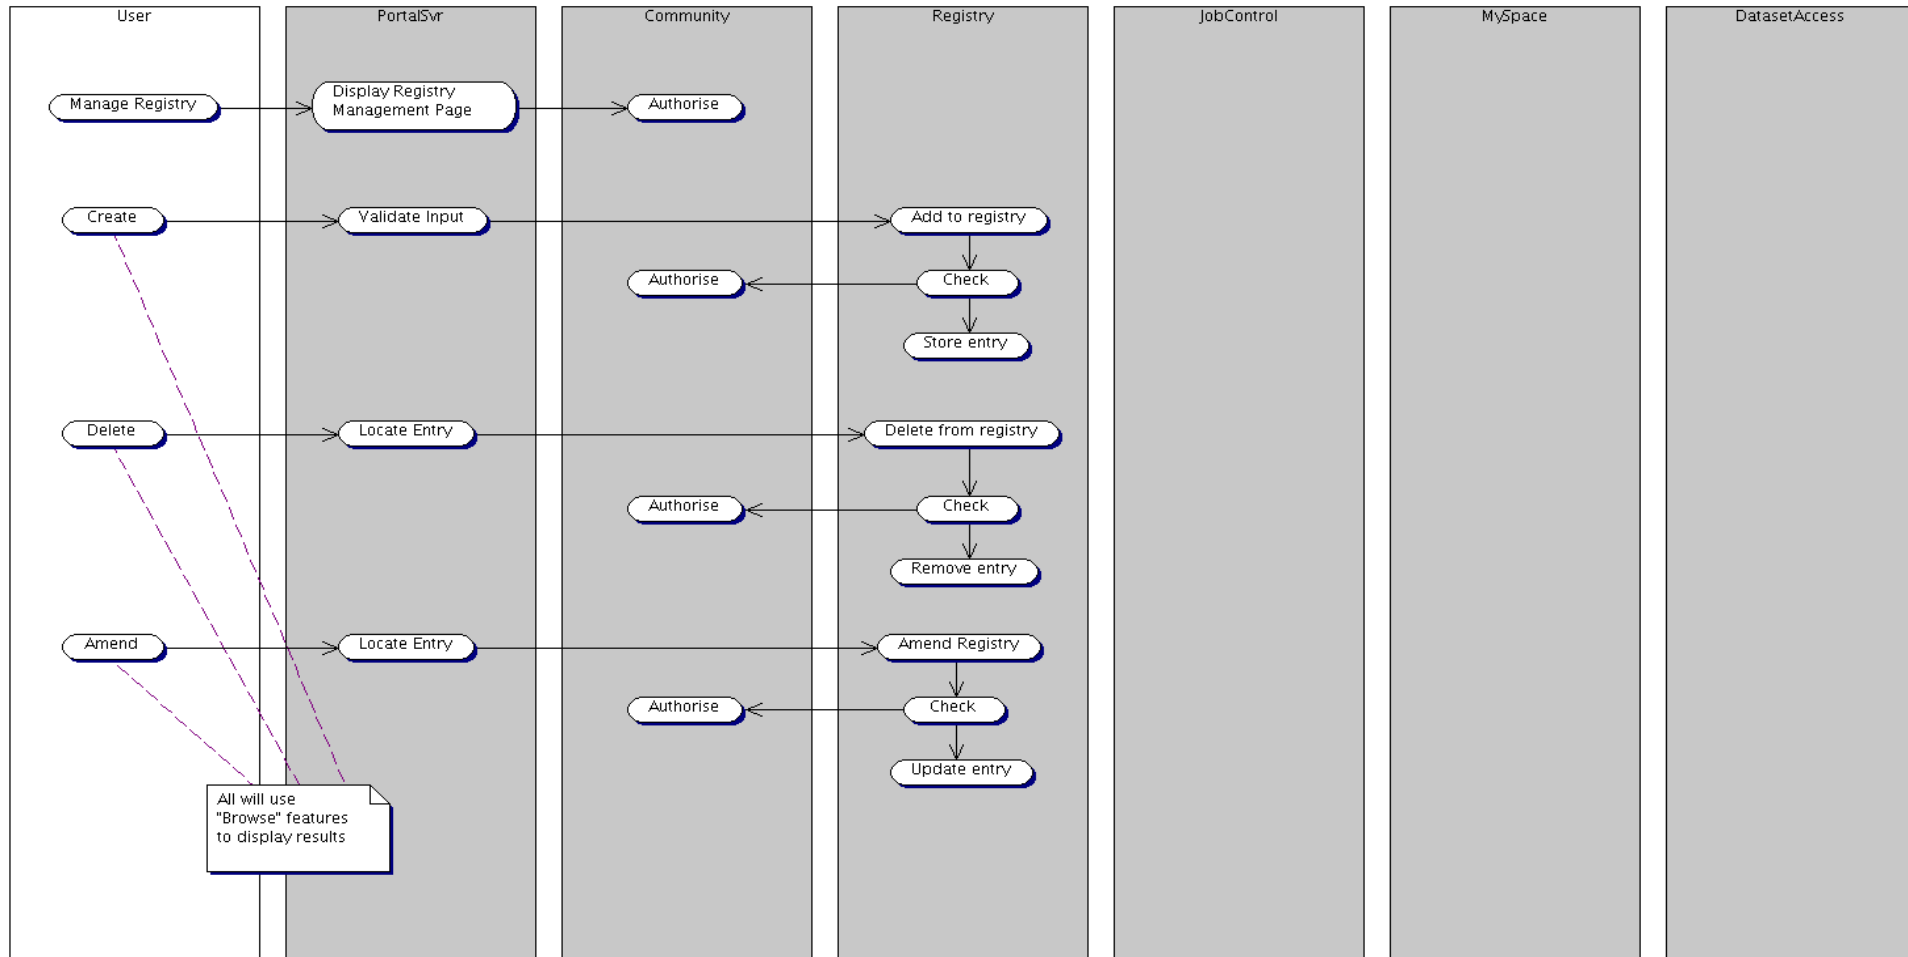 User
PortalSvr
Community
Registry
JobControl
MySpace
DatasetAccess
Manage Registry
Display Registry
Management Page
Authorise
Create
Validate Input
Add to registry
Authorise
Check
Store entry
Delete
Locate Entry
Delete from registry
Authorise
Check
Remove entry
Amend
Locate Entry
Amend Registry
Authorise
Check
Update entry
All will use
"Browse" features
to display results